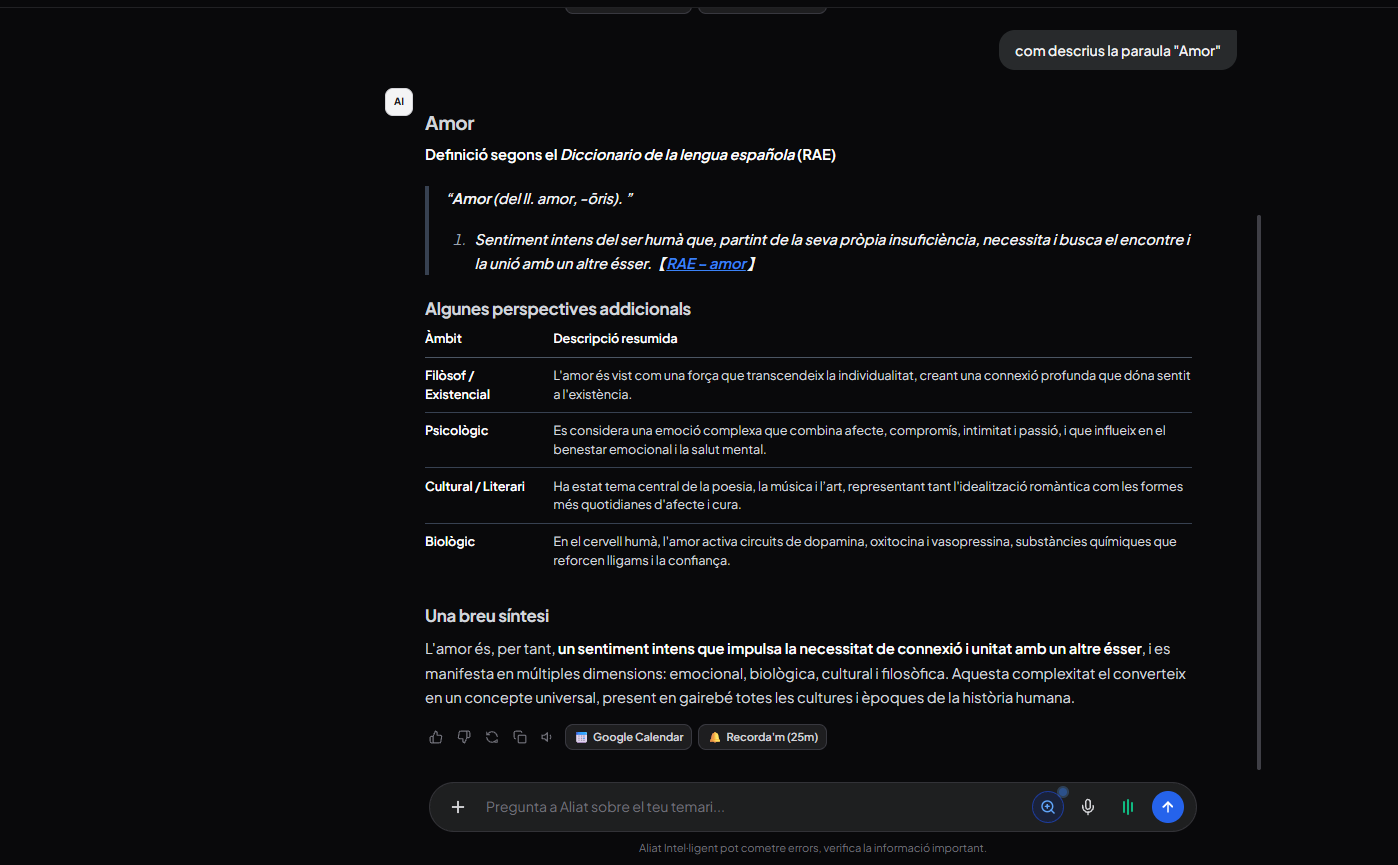 com descrius la paraula "Amor"
AI
Amor
Definició segons el Diccionario de la lengua española (RAE)
“Amor (del ll. amor, -ōris). ”
1. Sentiment intens del ser humà que, partint de la seva pròpia insuficiència, necessita i busca el encontre i
la unió amb un altre ésser.【RAE – amor】
Algunes perspectives addicionals
Àmbit Descripció resumida
Filòsof / L'amor és vist com una força que transcendeix la individualitat, creant una connexió profunda que dóna sentit
Existencial a l'existència.
Psicològic Es considera una emoció complexa que combina afecte, compromís, intimitat i passió, i que influeix en el
benestar emocional i la salut mental.
Cultural / Literari Ha estat tema central de la poesia, la música i l’art, representant tant l'idealització romàntica com les formes
més quotidianes d'afecte i cura.
Biològic En el cervell humà, l'amor activa circuits de dopamina, oxitocina i vasopressina, substàncies químiques que
reforcen lligams i la confiança.
Una breu síntesi
L'amor és, per tant, un sentiment intens que impulsa la necessitat de connexió i unitat amb un altre ésser, i es
manifesta en múltiples dimensions: emocional, biològica, cultural i filosòfica. Aquesta complexitat el converteix
en un concepte universal, present en gairebé totes les cultures i èpoques de la història humana.
Google Calendar Recorda'm (25m)
Pregunta a Aliat sobre el teu temari...
Aliat Intel·ligent pot cometre errors, verifica la informació important.